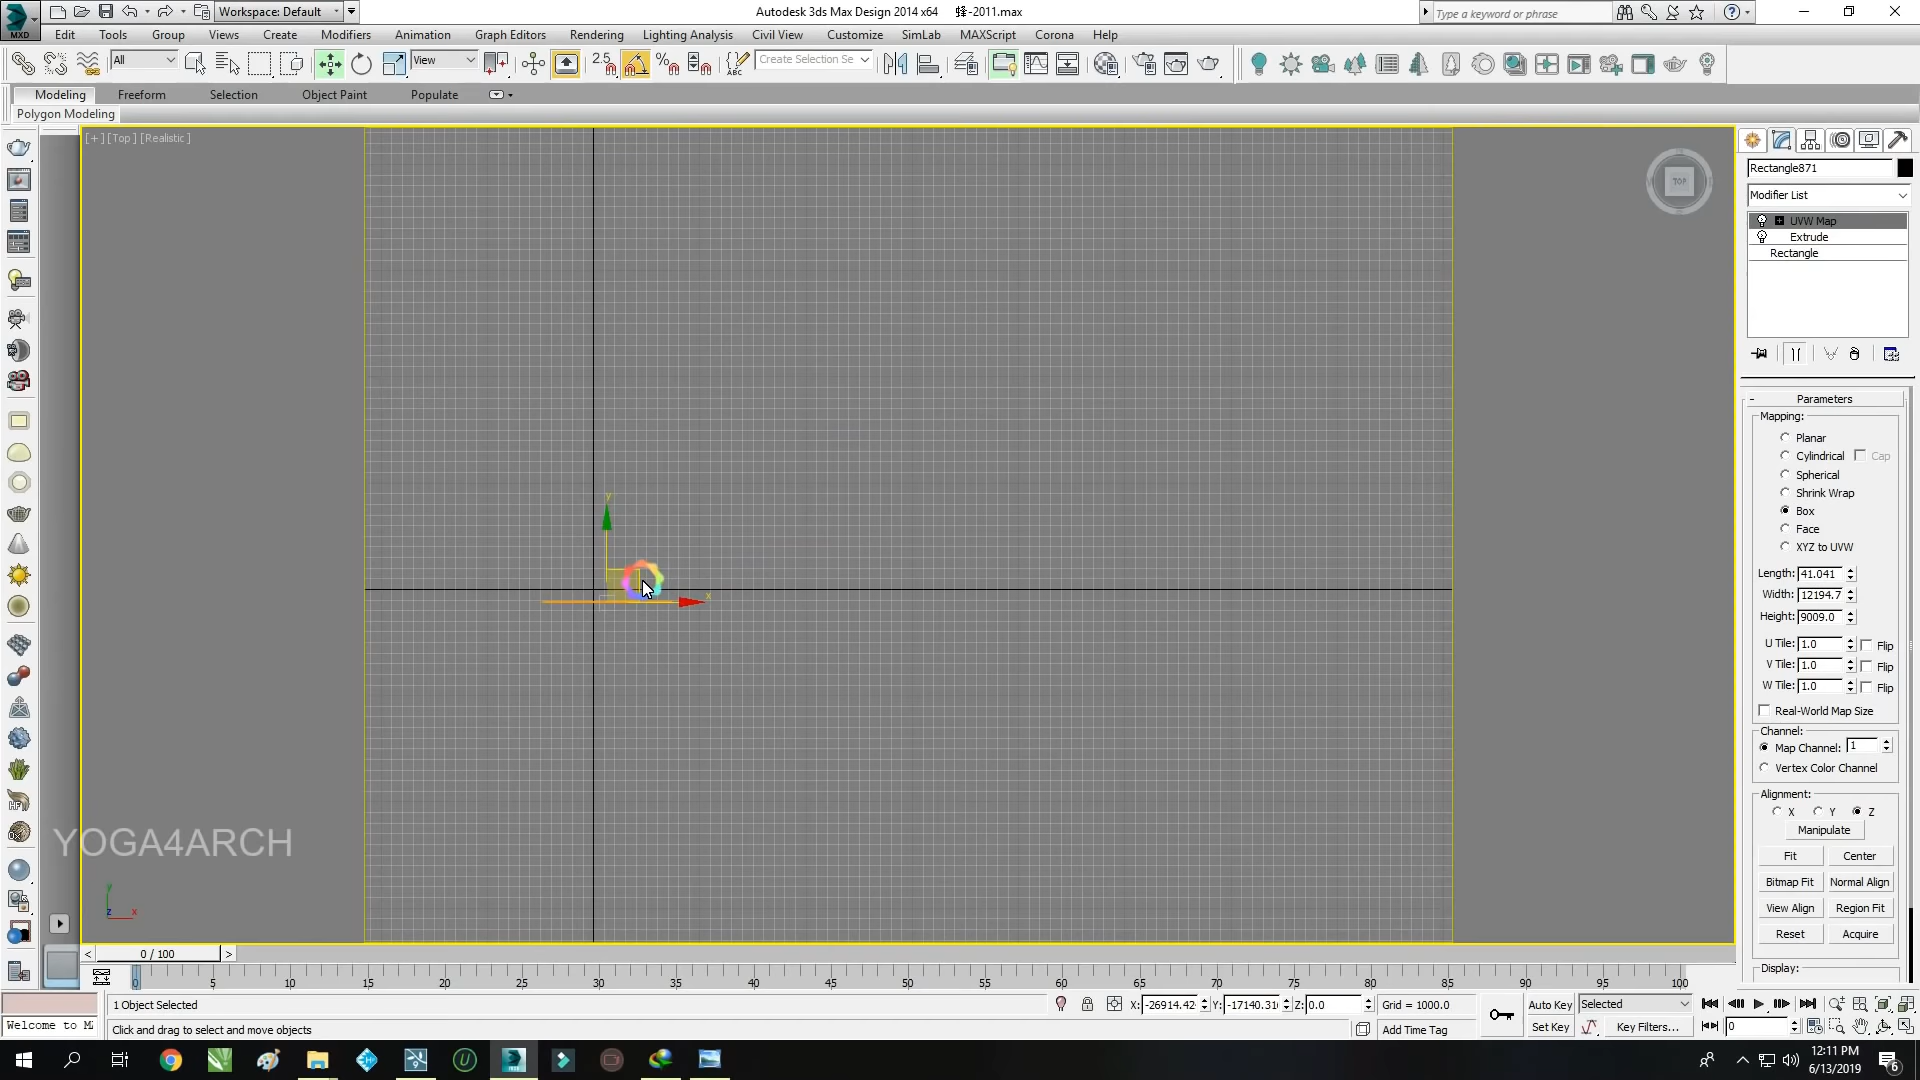 Workspace: Default
Autodesk 3ds Max Design 2014 x64
-2011.max
Type a keyword or phrase
MXD
Edit Tools Group Views Create Modifiers Animation Graph Editors Rendering Lighting Analysis Civil View Customize SimLab MAXScript Corona Help
All View 2.5 Create Selection Se
Modeling Freeform Selection Object Paint Populate
Polygon Modeling
[+] [Top] [Realistic]
TOP
Rectangle871
Modifier List
UVW Map
Extrude
Rectangle
Parameters
Mapping:
Planar
Cylindrical Cap
Spherical
Shrink Wrap
Box
Face
XYZ to UVW
Length: 41.041
Width: 12194.7
Height: 9009.0
U Tile: 1.0 Flip
V Tile: 1.0 Flip
W Tile: 1.0 Flip
Real-World Map Size
Channel:
Map Channel: 1
Vertex Color Channel
Alignment:
X Y Z
Manipulate
Fit Center
Bitmap Fit Normal Align
View Align Region Fit
Reset Acquire
Display:
y
x
YOGA4ARCH
y
z x
< 0 / 100 >
0 5 10 15 20 25 30 35 40 45 50 55 60 65 70 75 80 85 90 95 100
1 Object Selected X: -26914.42 Y: -17140.31 Z: 0.0 Grid = 1000.0 Auto Key Selected
Welcome to M Click and drag to select and move objects Add Time Tag Set Key Key Filters... 0
12:11 PM
6/13/2019
6